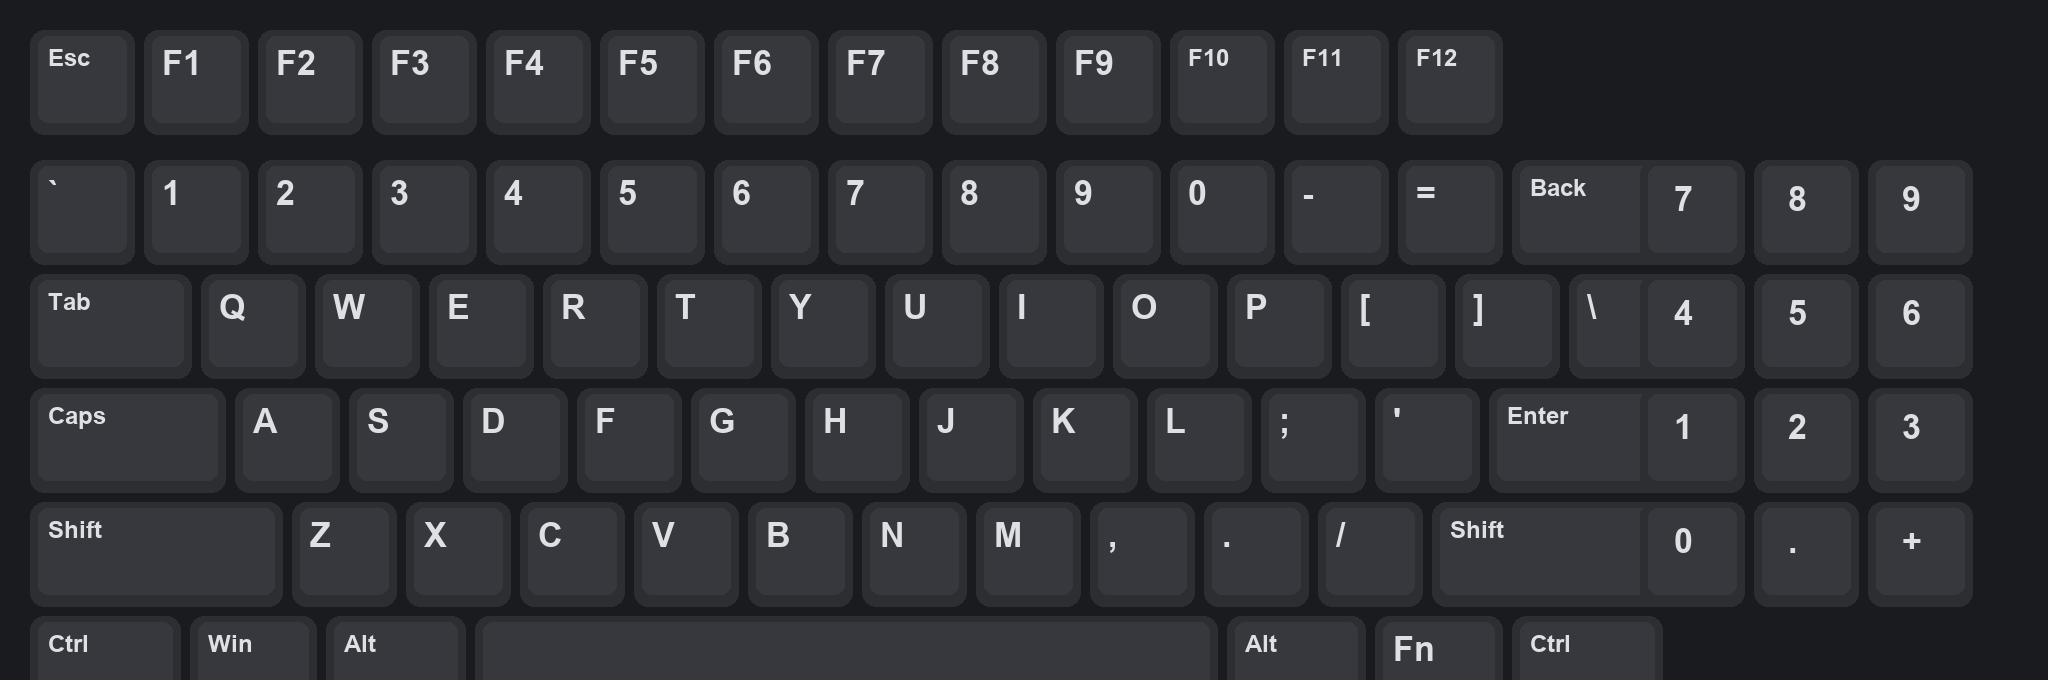 Esc F1 F2 F3 F4 F5 F6 F7 F8 F9 F10 F11 F12
` 1 2 3 4 5 6 7 8 9 0 - = Back 7 8 9
Tab Q W E R T Y U I O P [ ] \ 4 5 6
Caps A S D F G H J K L ; ' Enter 1 2 3
Shift Z X C V B N M , . / Shift 0 . +
Ctrl Win Alt Alt Fn Ctrl